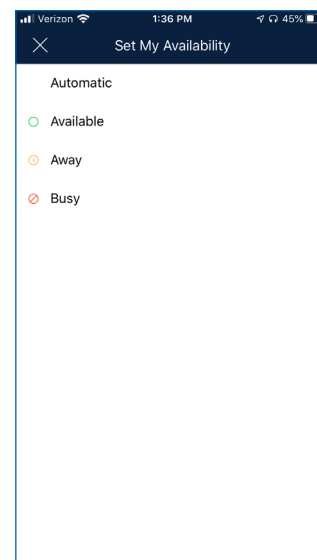 Verizon 1:36 PM 45%
Set My Availability
Automatic
Available
Away
Busy